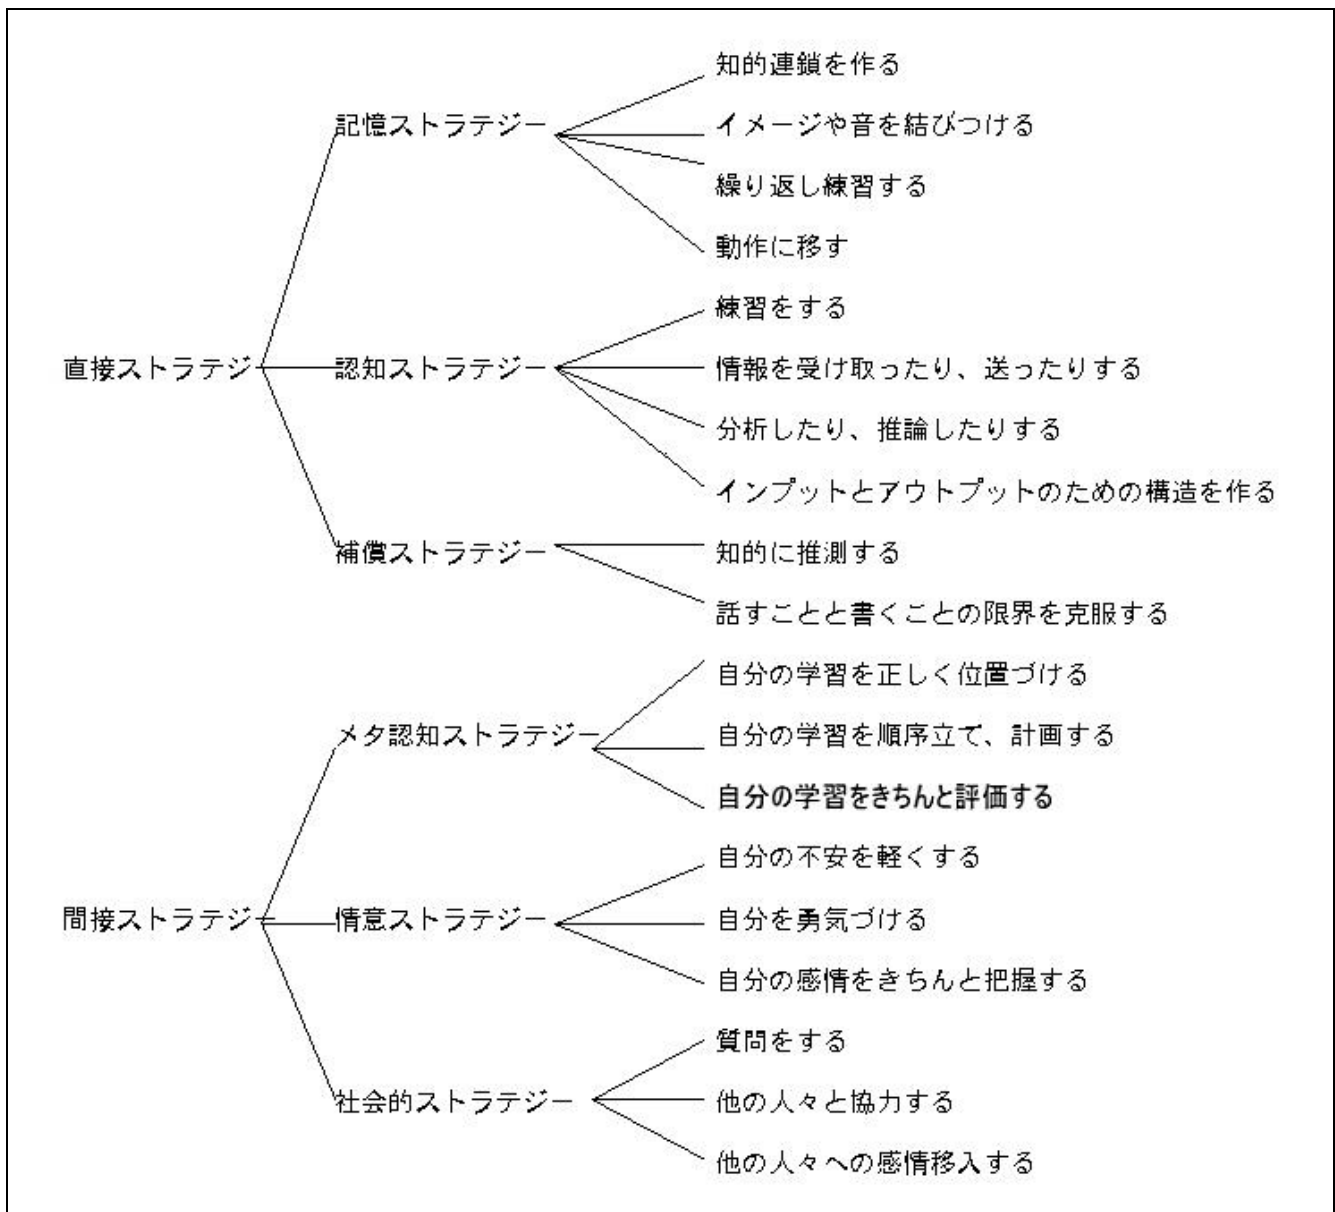 知的連鎖を作る
記憶ストラテジー
イメージや音を結びつける
繰り返し練習する
動作に移す
練習をする
直接ストラテジー
認知ストラテジー
情報を受け取ったり、送ったりする
分析したり、推論したりする
インプットとアウトプットのための構造を作る
補償ストラテジー
知的に推測する
話すことと書くことの限界を克服する
自分の学習を正しく位置づける
メタ認知ストラテジー
自分の学習を順序立て、計画する
自分の学習をきちんと評価する
自分の不安を軽くする
間接ストラテジー
情意ストラテジー
自分を勇気づける
自分の感情をきちんと把握する
質問をする
社会的ストラテジー
他の人々と協力する
他の人々への感情移入する